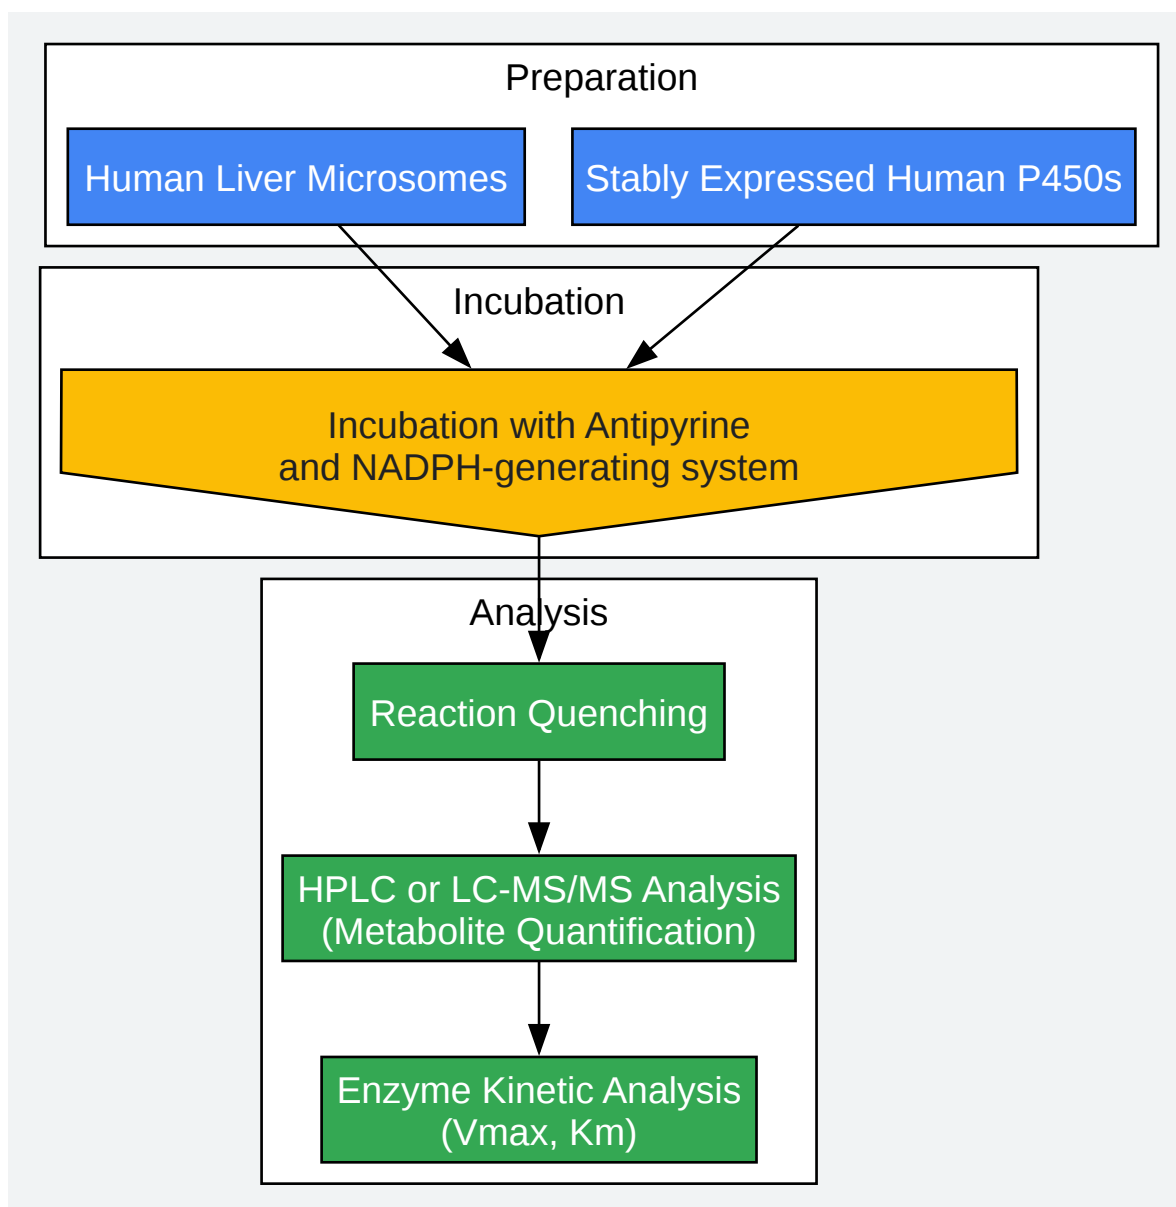 Preparation
Human Liver Microsomes
Stably Expressed Human P450s
Incubation
Incubation with Antipyrine
and NADPH-generating system
Analysis
Reaction Quenching
HPLC or LC-MS/MS Analysis
(Metabolite Quantification)
Enzyme Kinetic Analysis
(Vmax, Km)